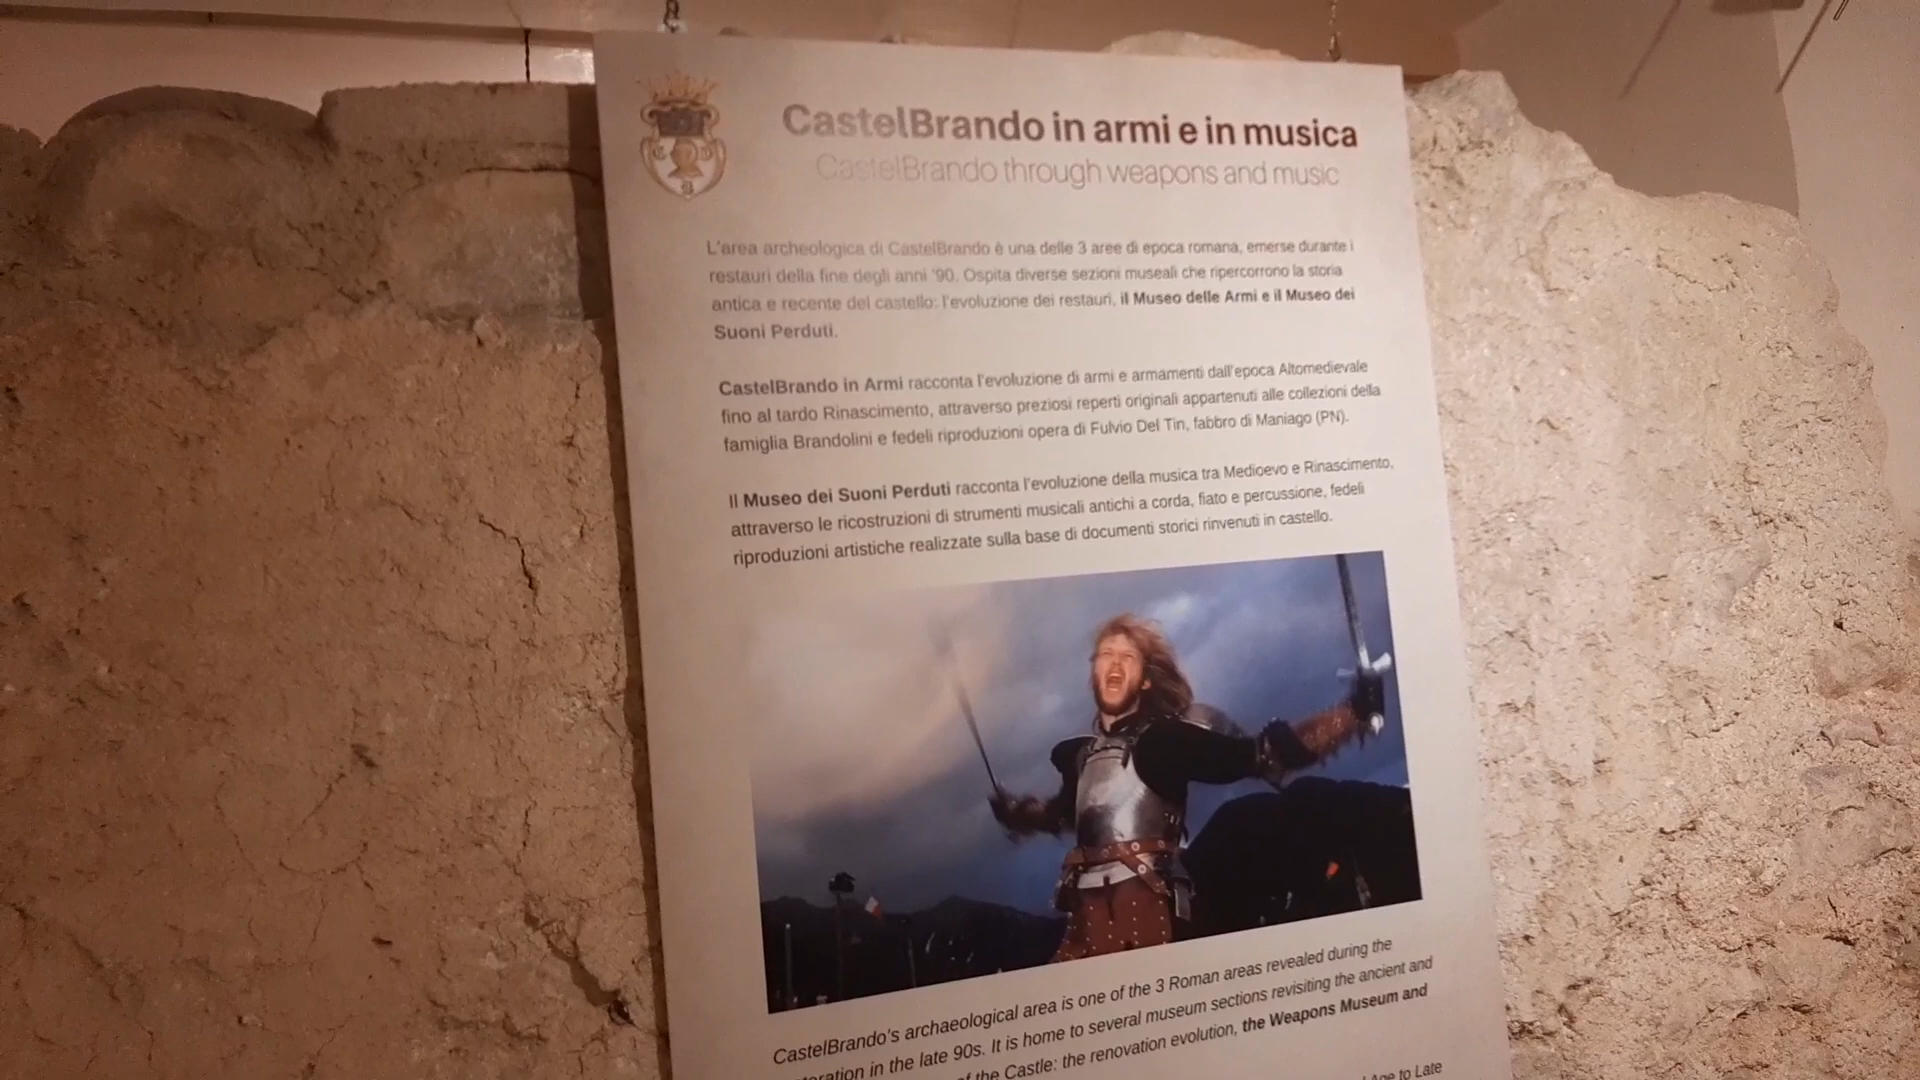 CastelBrando in armi e in musica
CastelBrando through weapons and music
L'area archeologica di CastelBrando è una delle 3 aree di epoca romana, emerse durante i
restauri della fine degli anni '90. Ospita diverse sezioni museali che ripercorrono la storia
antica e recente del castello: l'evoluzione dei restauri, il Museo delle Armi e il Museo dei
Suoni Perduti.
CastelBrando in Armi racconta l'evoluzione di armi e armamenti dall'epoca Altomedievale
fino al tardo Rinascimento, attraverso preziosi reperti originali appartenuti alle collezioni della
famiglia Brandolini e fedeli riproduzioni opera di Fulvio Del Tin, fabbro di Maniago (PN).
Il Museo dei Suoni Perduti racconta l'evoluzione della musica tra Medioevo e Rinascimento,
attraverso le ricostruzioni di strumenti musicali antichi a corda, fiato e percussione, fedeli
riproduzioni artistiche realizzate sulla base di documenti storici rinvenuti in castello.
CastelBrando's archaeological area is one of the 3 Roman areas revealed during the
in the late 90s. It is home to several museum sections revisiting the ancient and
the Castle: the renovation evolution, the Weapons Museum and
Age to Late